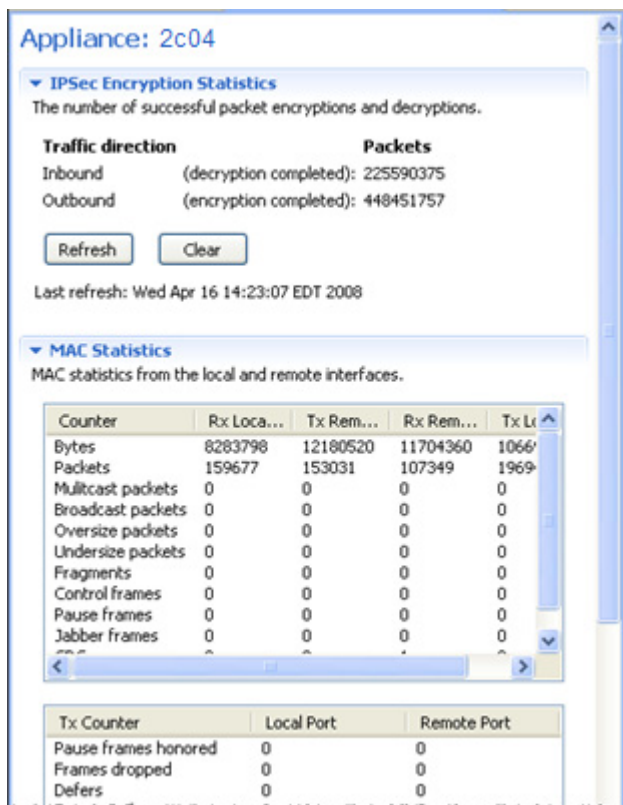 Appliance: 2c04
IPSec Encryption Statistics
The number of successful packet encryptions and decryptions.
Traffic direction Packets
Inbound (decryption completed): 225590375
Outbound (encryption completed): 448451757
Refresh Clear
Last refresh: Wed Apr 16 14:23:07 EDT 2008
MAC Statistics
MAC statistics from the local and remote interfaces.
Counter Rx Loca... Tx Rem... Rx Rem... Tx Lo
Bytes 8283798 12180520 11704360 1066
Packets 159677 153031 107349 1969
Mulitcast packets 0 0 0 0
Broadcast packets 0 0 0 0
Oversize packets 0 0 0 0
Undersize packets 0 0 0 0
Fragments 0 0 0 0
Control frames 0 0 0 0
Pause frames 0 0 0 0
Jabber frames 0 0 0 0
Tx Counter Local Port Remote Port
Pause frames honored 0 0
Frames dropped 0 0
Defers 0 0